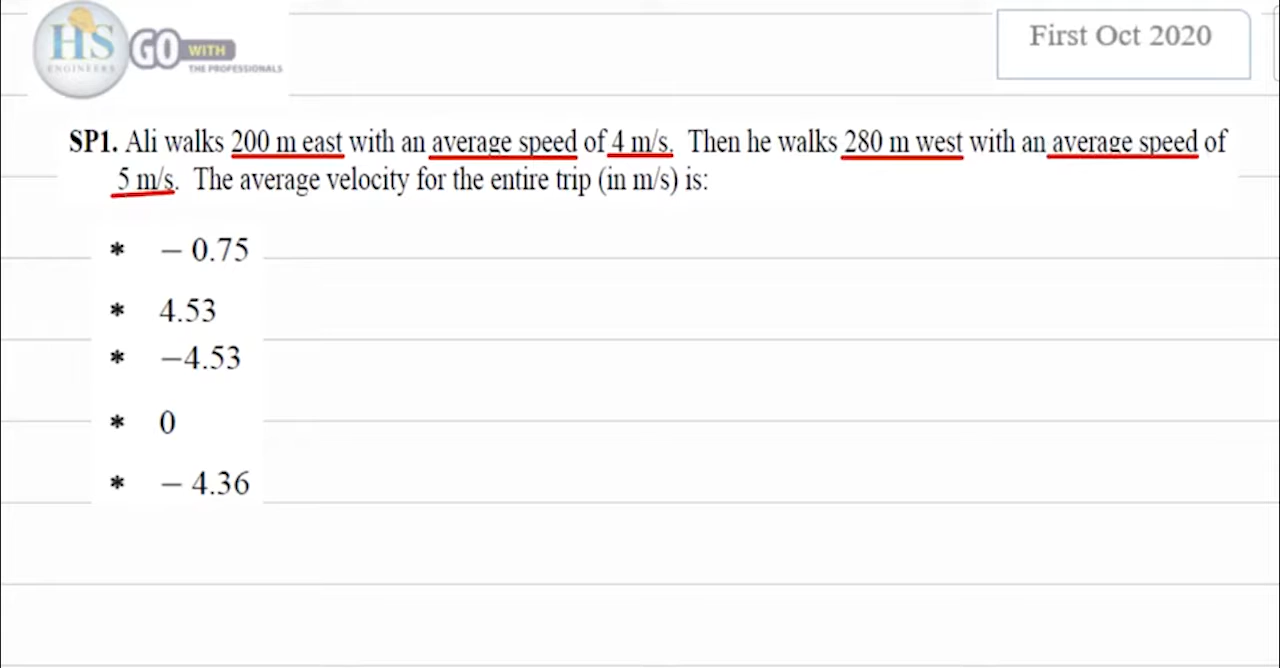 HS
ENGINEERS
GO WITH
THE PROFESSIONALS
First Oct 2020
SP1. Ali walks 200 m east with an average speed of 4 m/s. Then he walks 280 m west with an average speed of
5 m/s. The average velocity for the entire trip (in m/s) is:
* – 0.75
* 4.53
* –4.53
* 0
* – 4.36